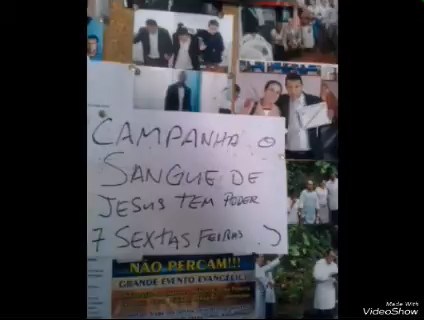 CAMPANHA O
SANGUE DE
JESUS TEM PODER
7 SEXTAS FEIRAS
NÃO PERCAM!!!
GRANDE EVENTO EVANGÉLICO
Made With
VideoShow